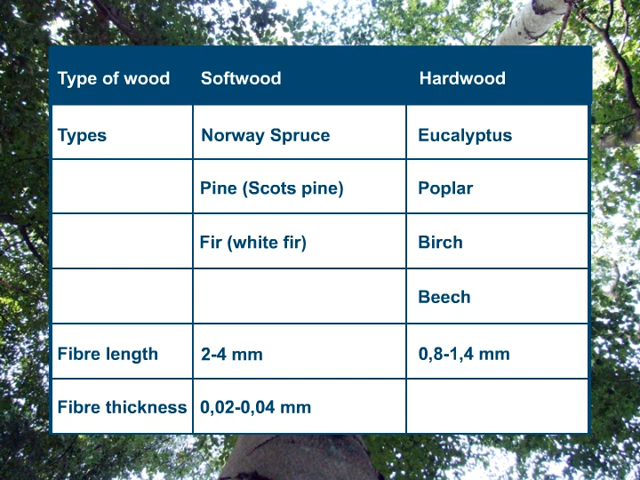 Type of wood Softwood Hardwood
Types Norway Spruce Eucalyptus
Pine (Scots pine) Poplar
Fir (white fir) Birch
Beech
Fibre length 2-4 mm 0,8-1,4 mm
Fibre thickness 0,02-0,04 mm